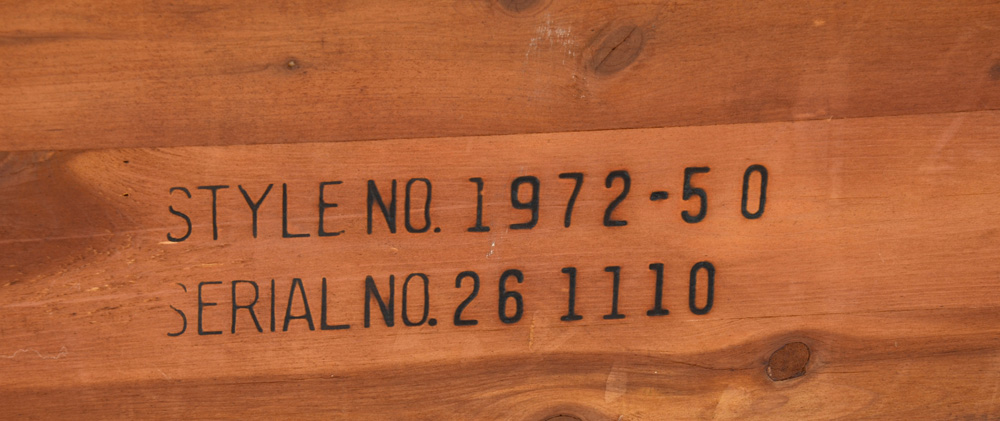 STYLE NO. 1972-50
SERIAL NO. 26 1110